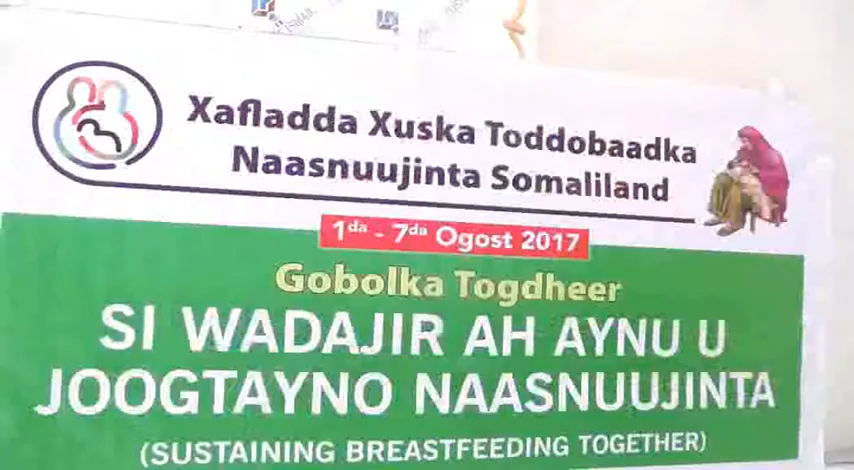 Xafladda Xuska Toddobaadka
Naasnuujinta Somaliland
1da - 7da Ogost 2017
Gobolka Togdheer
SI WADAJIR AH AYNU U
JOOGTAYNO NAASNUUJINTA
(SUSTAINING BREASTFEEDING TOGETHER)